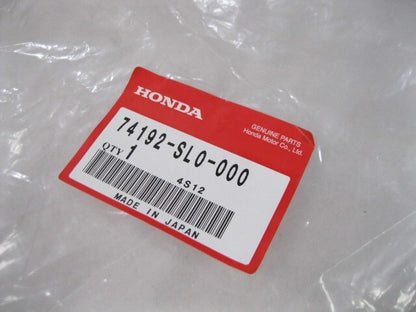 HONDA
GENUINE PARTS
Honda Motor Co., Ltd.
74192-SL0-000
QTY 1
4S12
MADE IN JAPAN